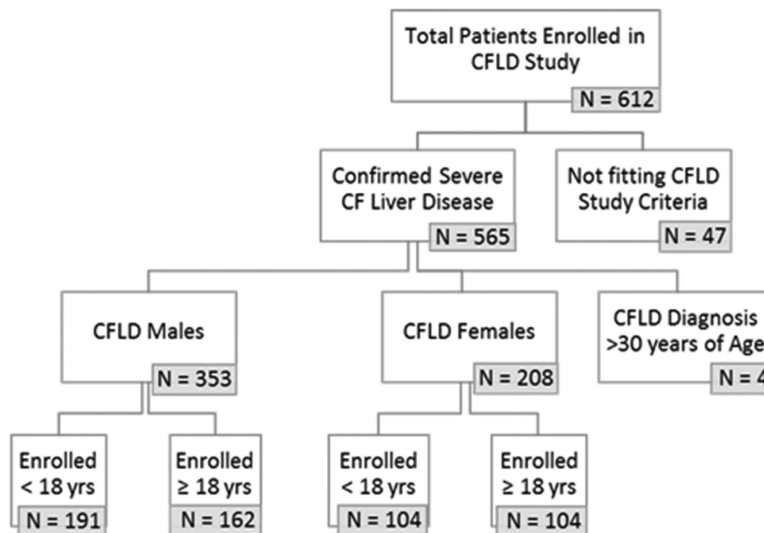 Total Patients Enrolled in
CFLD Study
N = 612
Confirmed Severe
CF Liver Disease
N = 565
Not fitting CFLD
Study Criteria
N = 47
CFLD Males
N = 353
CFLD Females
N = 208
CFLD Diagnosis
>30 years of Age
N = 4
Enrolled
< 18 yrs
N = 191
Enrolled
≥ 18 yrs
N = 162
Enrolled
< 18 yrs
N = 104
Enrolled
≥ 18 yrs
N = 104